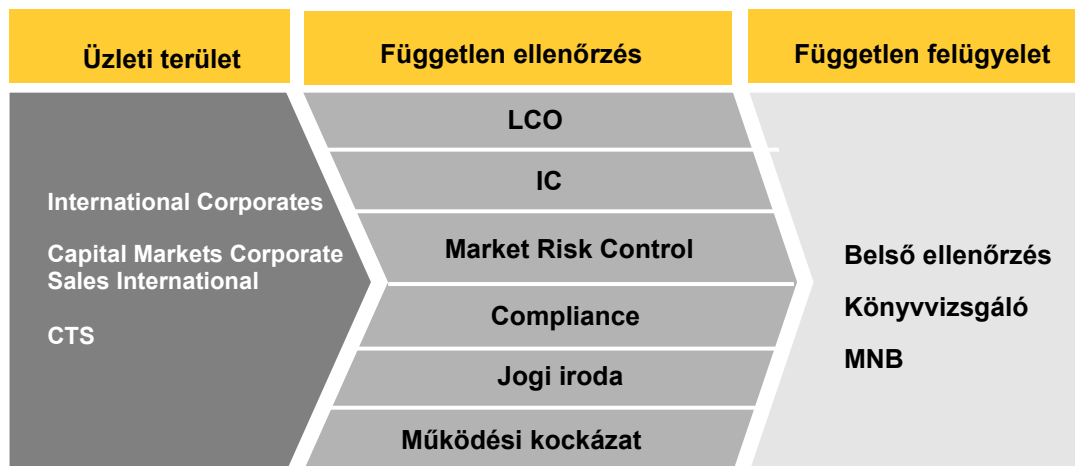 Üzleti terület
Független ellenőrzés
Független felügyelet
International Corporates
Capital Markets Corporate
Sales International
CTS
LCO
IC
Market Risk Control
Compliance
Jogi iroda
Működési kockázat
Belső ellenőrzés
Könyvvizsgáló
MNB